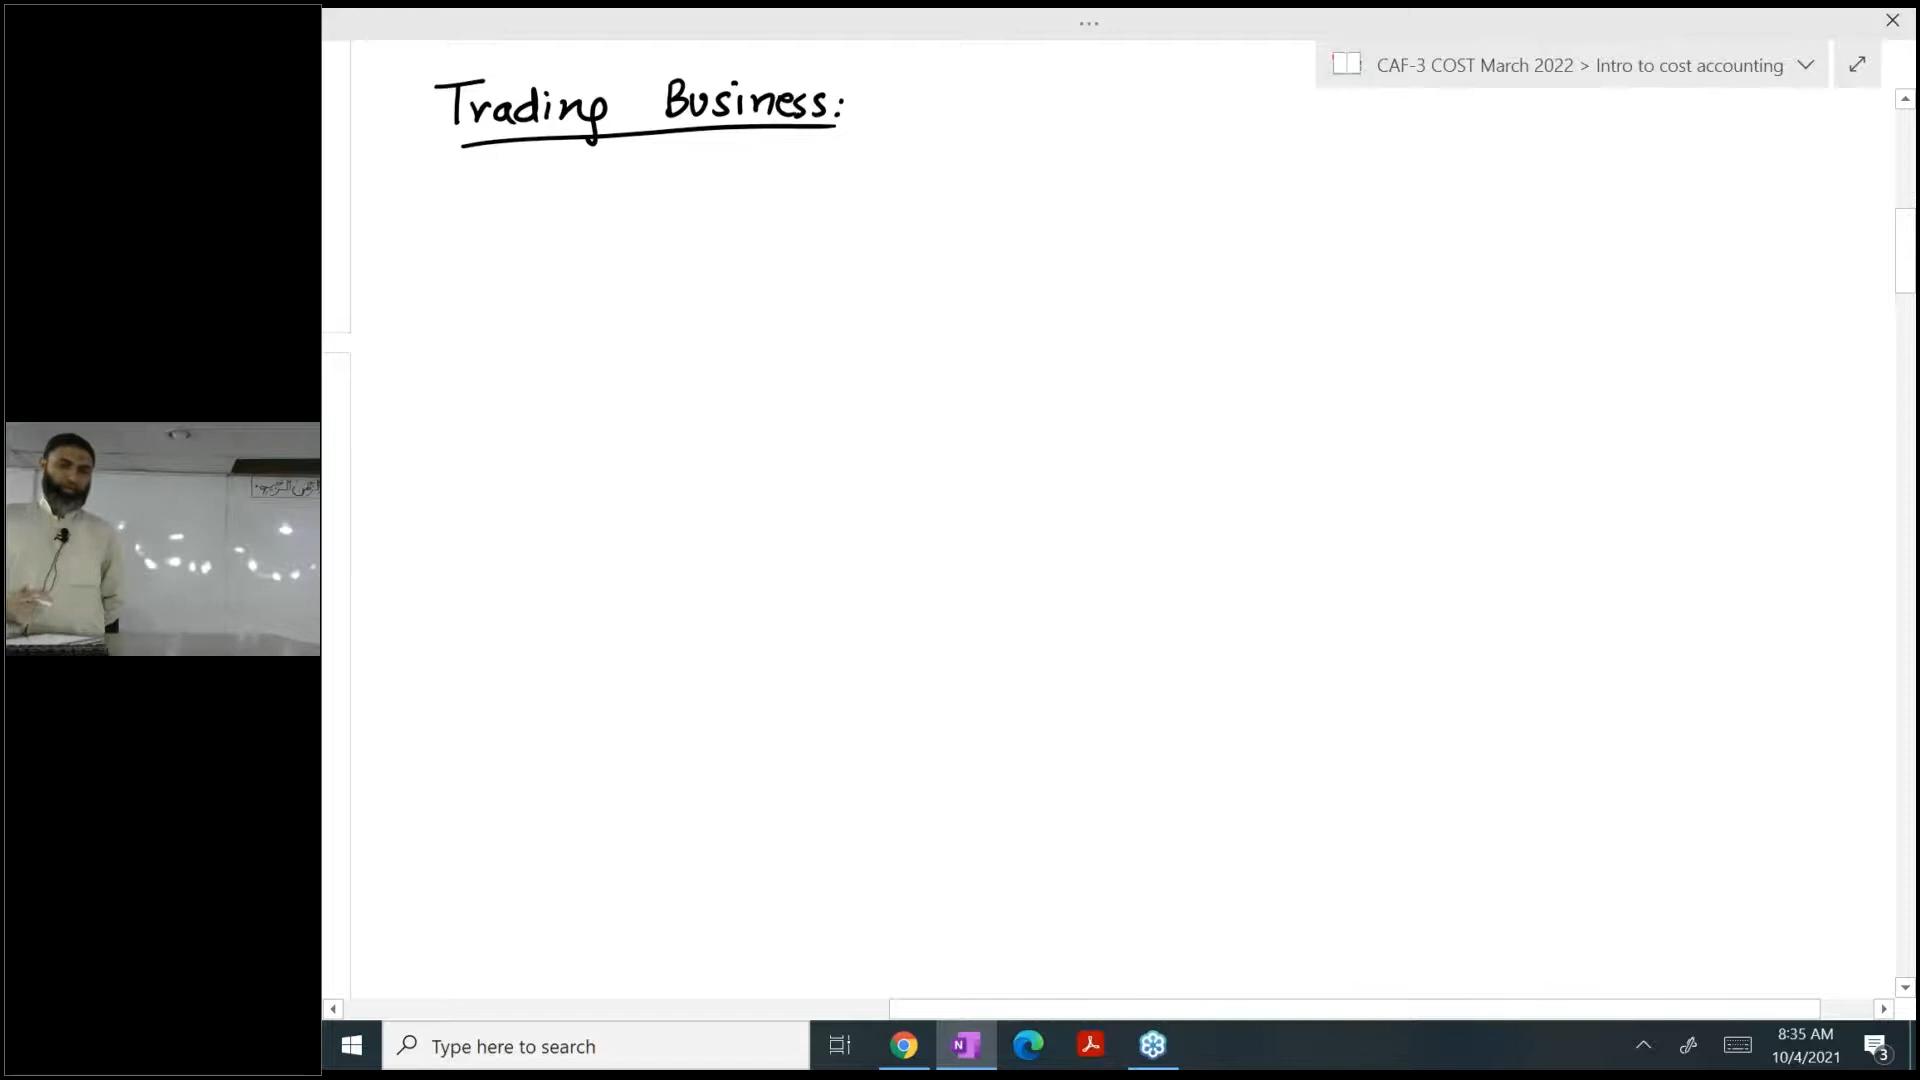 CAF-3 COST March 2022 > Intro to cost accounting
Trading Business:
Type here to search
8:35 AM
10/4/2021
3